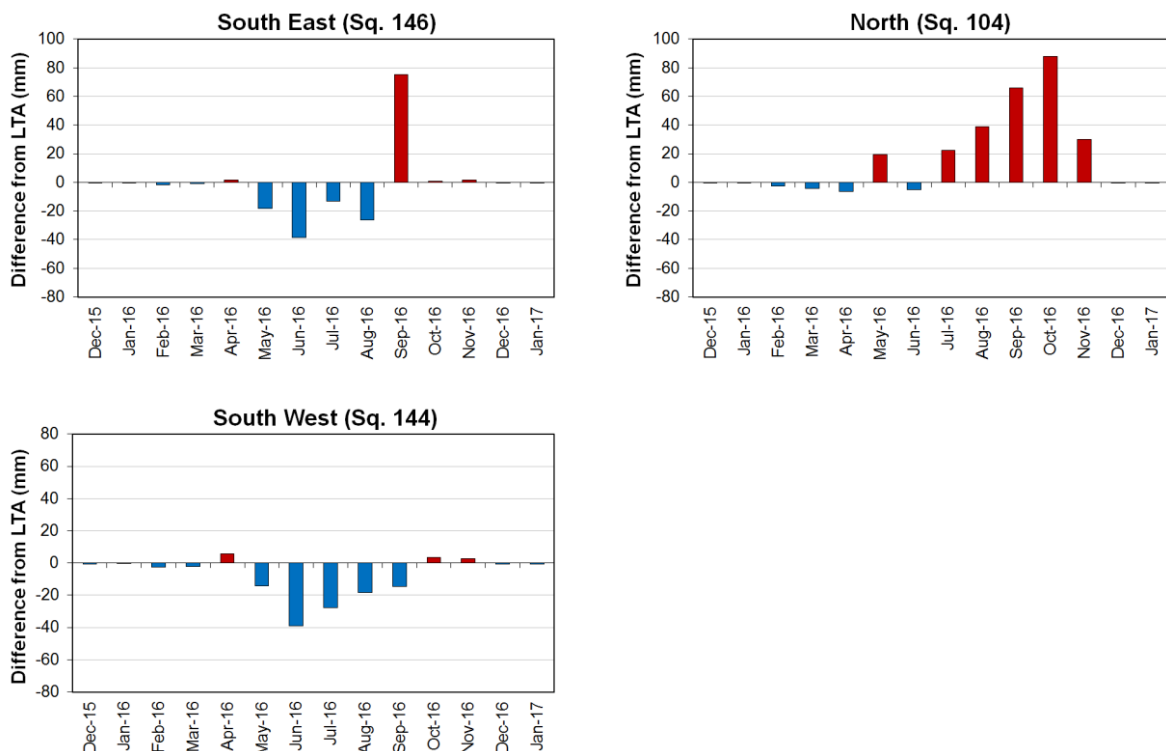 South East (Sq. 146)
Difference from LTA (mm)
100
80
60
40
20
0
-20
-40
-60
-80
Dec-15
Jan-16
Feb-16
Mar-16
Apr-16
May-16
Jun-16
Jul-16
Aug-16
Sep-16
Oct-16
Nov-16
Dec-16
Jan-17
North (Sq. 104)
Difference from LTA (mm)
100
80
60
40
20
0
-20
-40
-60
-80
Dec-15
Jan-16
Feb-16
Mar-16
Apr-16
May-16
Jun-16
Jul-16
Aug-16
Sep-16
Oct-16
Nov-16
Dec-16
Jan-17
South West (Sq. 144)
Difference from LTA (mm)
80
60
40
20
0
-20
-40
-60
-80
Dec-15
Jan-16
Feb-16
Mar-16
Apr-16
May-16
Jun-16
Jul-16
Aug-16
Sep-16
Oct-16
Nov-16
Dec-16
Jan-17